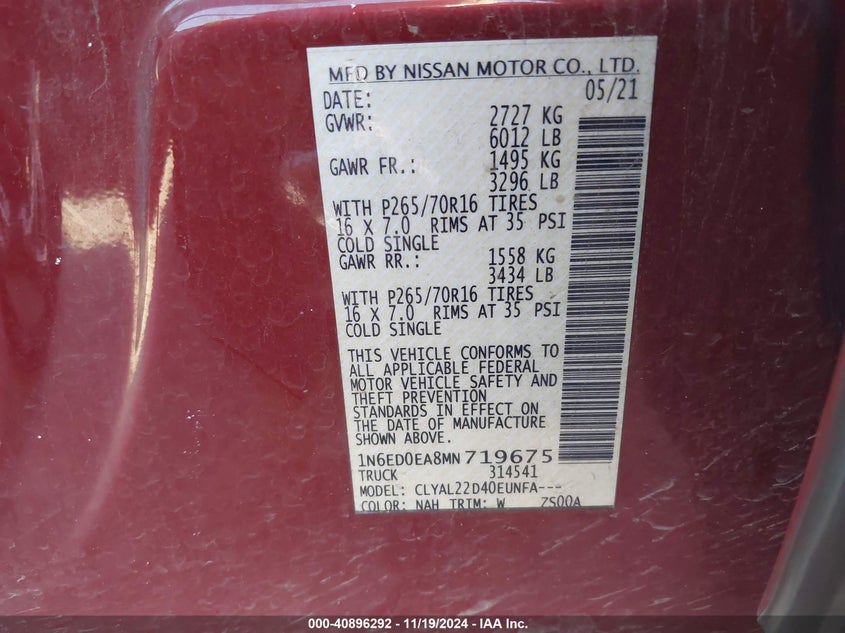 MFD BY NISSAN MOTOR CO., LTD.
DATE: 05/21
GVWR: 2727 KG
6012 LB
GAWR FR.: 1495 KG
3296 LB
WITH P265/70R16 TIRES
16 X 7.0 RIMS AT 35 PSI
COLD SINGLE
GAWR RR.: 1558 KG
3434 LB
WITH P265/70R16 TIRES
16 X 7.0 RIMS AT 35 PSI
COLD SINGLE
THIS VEHICLE CONFORMS TO
ALL APPLICABLE FEDERAL
MOTOR VEHICLE SAFETY AND
THEFT PREVENTION
STANDARDS IN EFFECT ON
THE DATE OF MANUFACTURE
SHOWN ABOVE.
1N6ED0EA8MN719675
TRUCK 314541
MODEL: CLYAL22D40EUNFA---
COLOR: NAH TRIM: W ZS00A
000-40896292 - 11/19/2024 - IAA Inc.